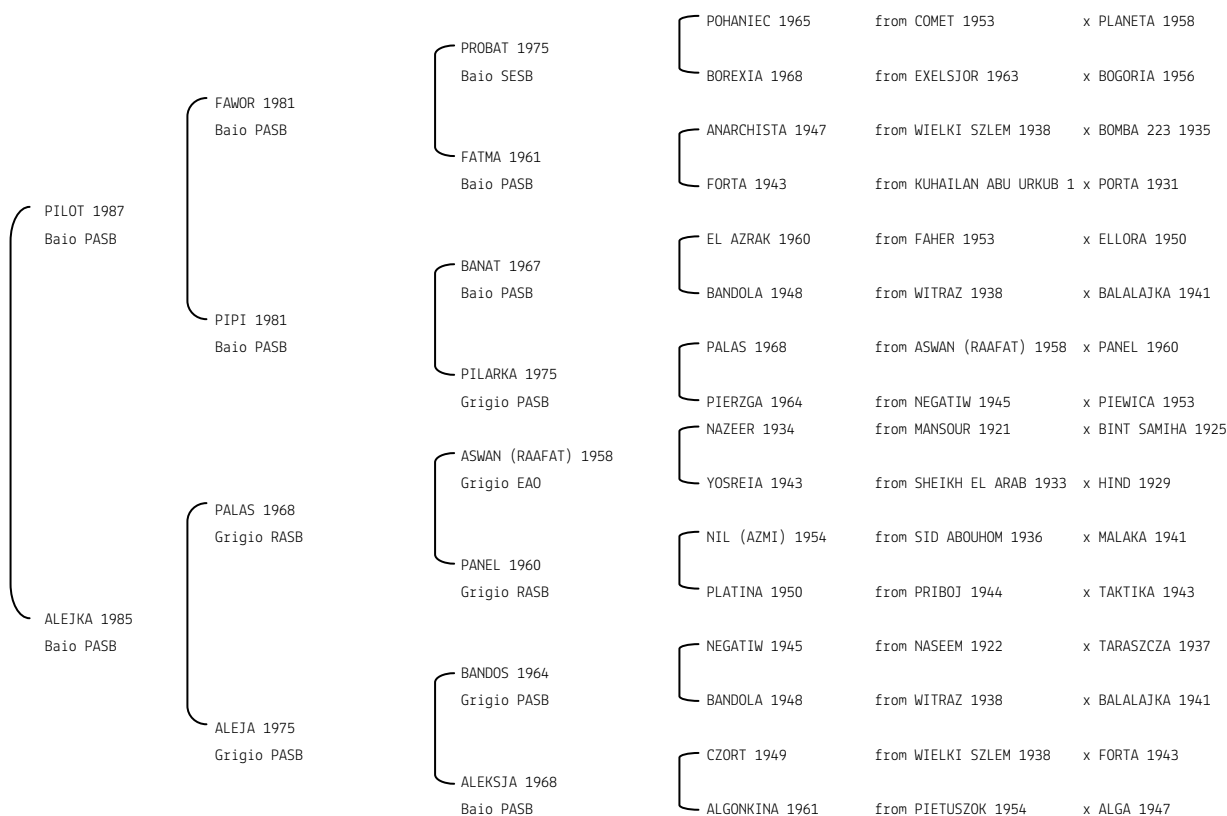 POHANIEC 1965 from COMET 1953 x PLANETA 1958
PROBAT 1975
Baio SESB BOREXIA 1968 from EXELSJOR 1963 x BOGORIA 1956
FAWOR 1981
Baio PASB ANARCHISTA 1947 from WIELKI SZLEM 1938 x BOMBA 223 1935
FATMA 1961
Baio PASB FORTA 1943 from KUHAILAN ABU URKUB 1 x PORTA 1931
PILOT 1987
Baio PASB EL AZRAK 1960 from FAHER 1953 x ELLORA 1950
BANAT 1967
Baio PASB BANDOLA 1948 from WITRAZ 1938 x BALALAJKA 1941
PIPI 1981
Baio PASB PALAS 1968 from ASWAN (RAAFAT) 1958 x PANEL 1960
PILARKA 1975
Grigio PASB PIERZGA 1964 from NEGATIW 1945 x PIEWICA 1953
NAZEER 1934 from MANSOUR 1921 x BINT SAMIHA 1925
ASWAN (RAAFAT) 1958
Grigio EAO YOSREIA 1943 from SHEIKH EL ARAB 1933 x HIND 1929
PALAS 1968
Grigio RASB NIL (AZMI) 1954 from SID ABOUHOM 1936 x MALAKA 1941
PANEL 1960
Grigio RASB PLATINA 1950 from PRIBOJ 1944 x TAKTIKA 1943
ALEJKA 1985
Baio PASB NEGATIW 1945 from NASEEM 1922 x TARASZCZA 1937
BANDOS 1964
Grigio PASB BANDOLA 1948 from WITRAZ 1938 x BALALAJKA 1941
ALEJA 1975
Grigio PASB CZORT 1949 from WIELKI SZLEM 1938 x FORTA 1943
ALEKSJA 1968
Baio PASB ALGONKINA 1961 from PIETUSZOK 1954 x ALGA 1947